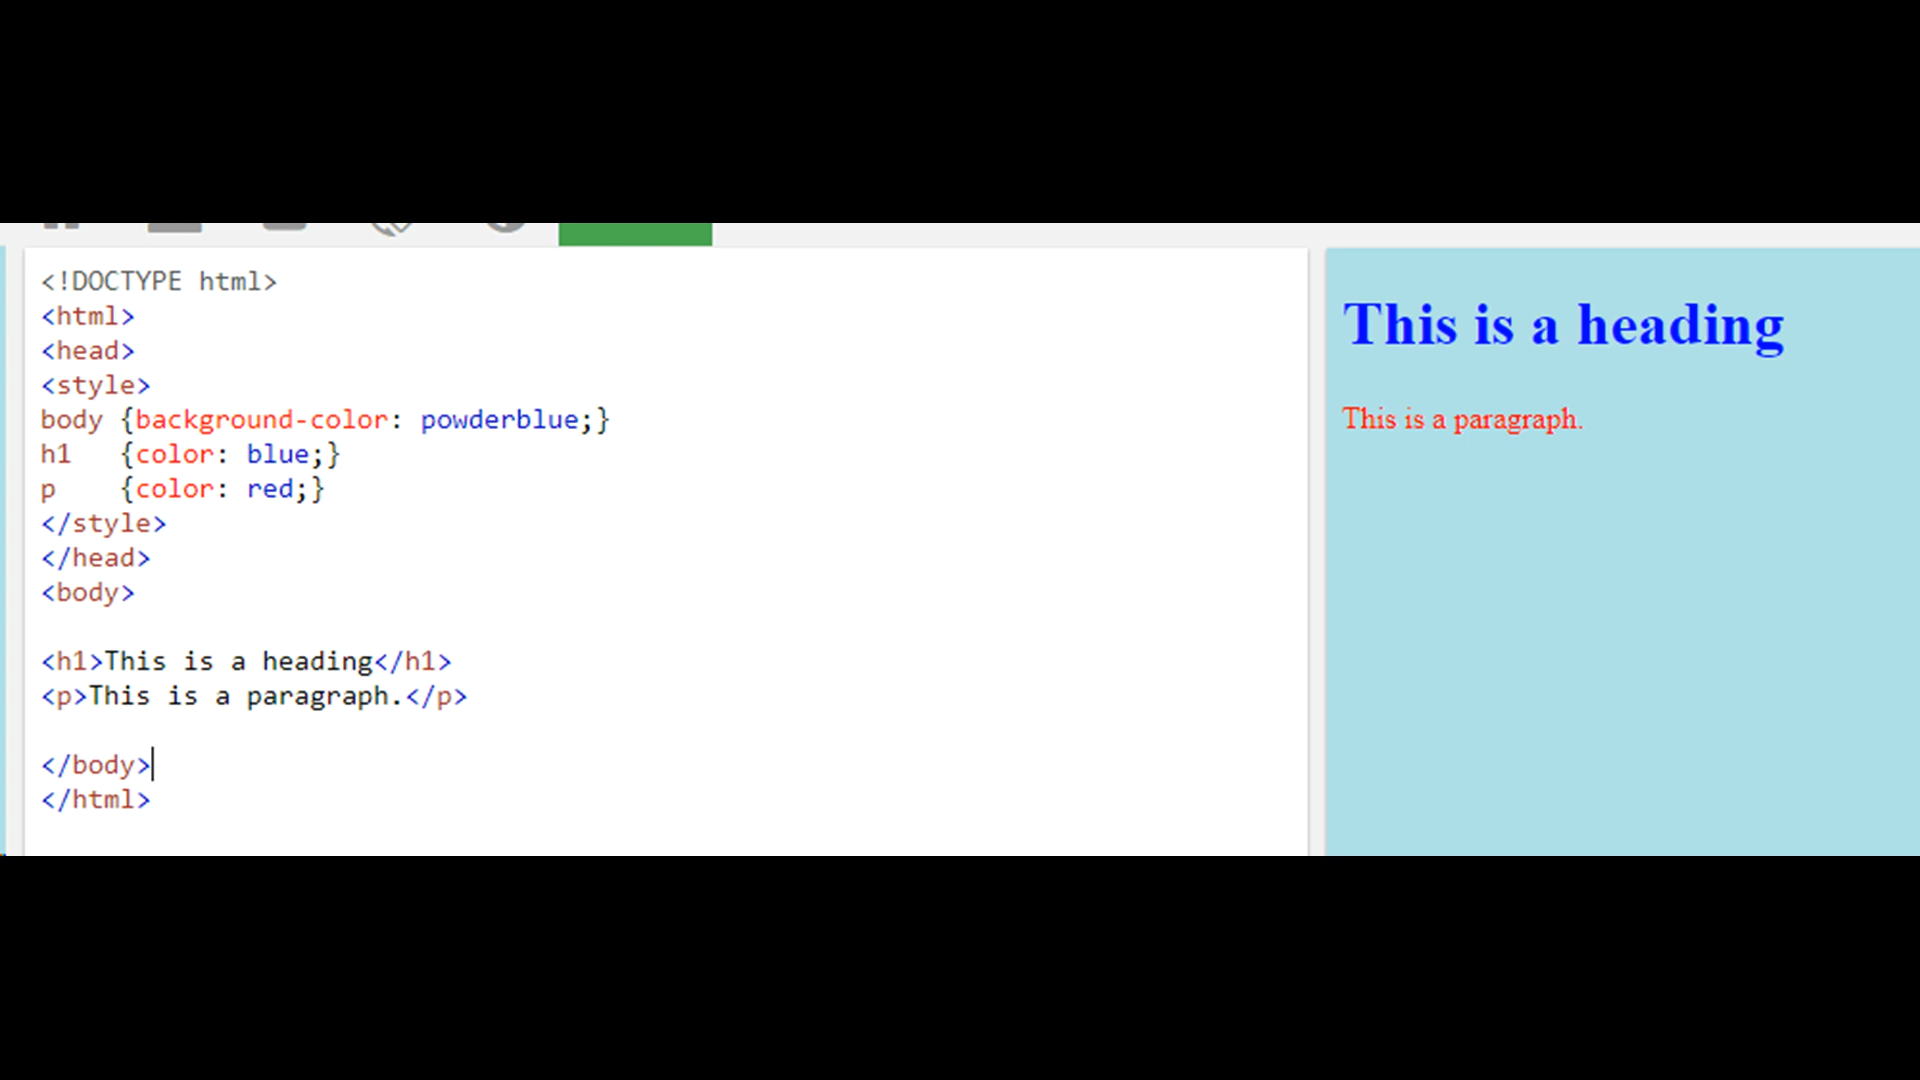 <!DOCTYPE html>
<html>
<head>
<style>
body {background-color: powderblue;}
h1   {color: blue;}
p    {color: red;}
</style>
</head>
<body>

<h1>This is a heading</h1>
<p>This is a paragraph.</p>

</body>
</html>
This is a heading
This is a paragraph.